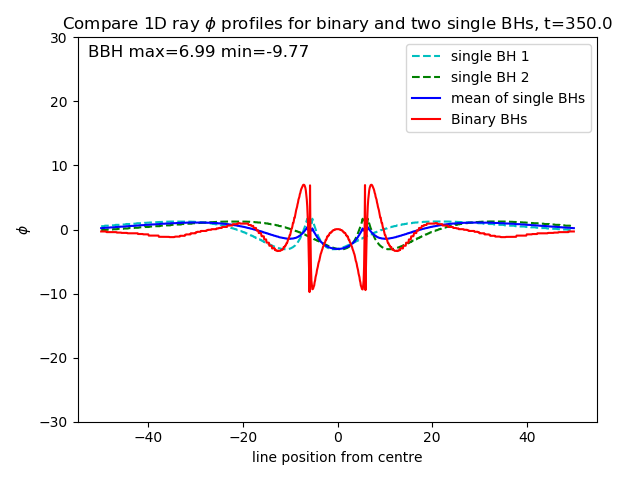 Compare 1D ray ϕ profiles for binary and two single BHs, t=350.0
BBH max=6.99 min=-9.77
single BH 1
single BH 2
mean of single BHs
Binary BHs
30
20
10
0
−10
−20
−30
ϕ
−40
−20
0
20
40
line position from centre